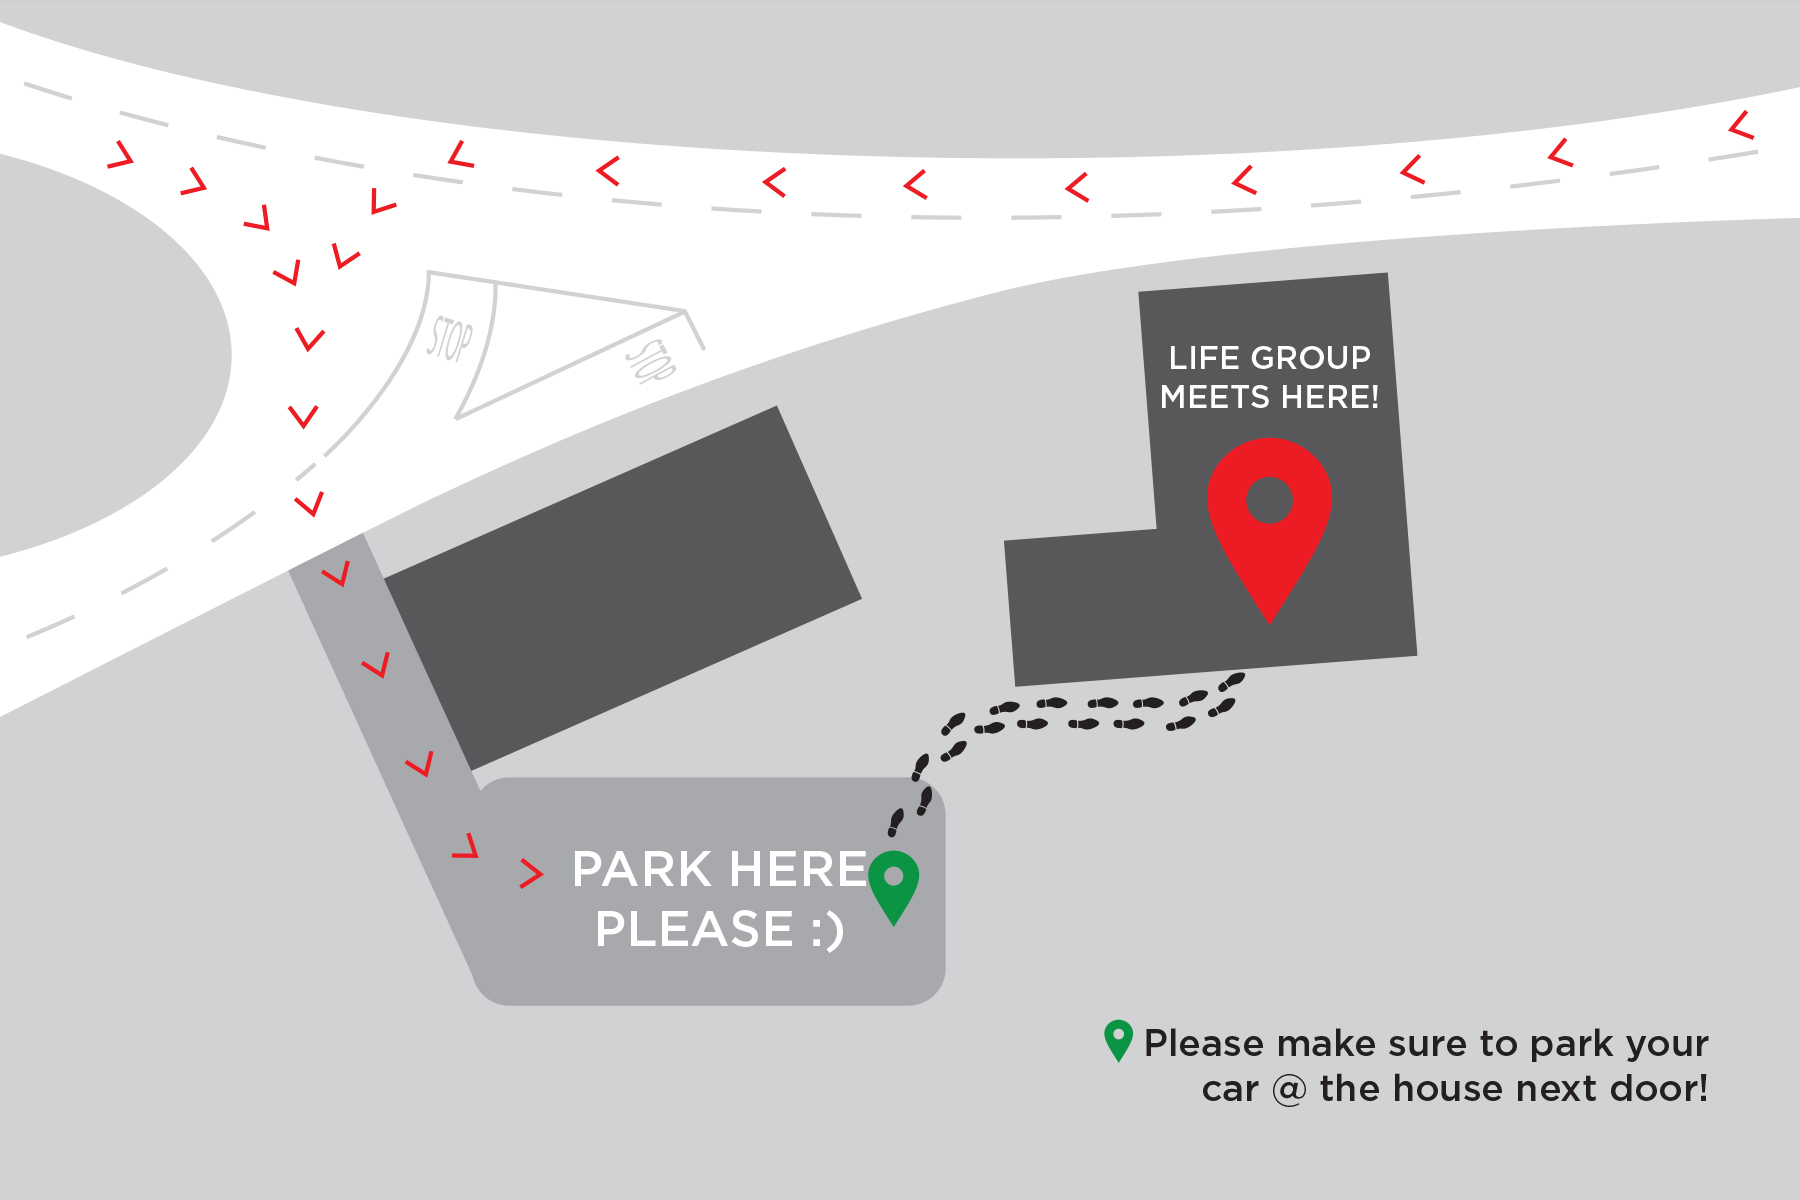 STOP
STOP
LIFE GROUP
MEETS HERE!
PARK HERE
PLEASE :)
Please make sure to park your
car @ the house next door!